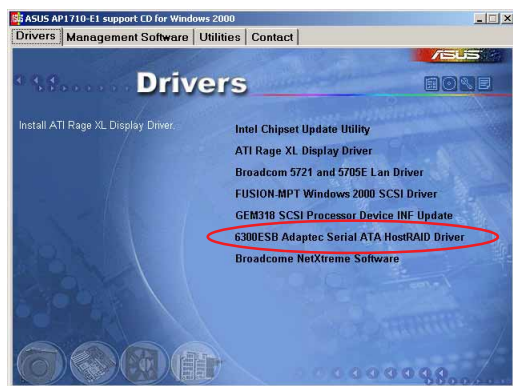 ASUS AP1710-E1 support CD for Windows 2000
Drivers Management Software Utilities Contact
ASUS
Drivers
Install ATI Rage XL Display Driver.
Intel Chipset Update Utility
ATI Rage XL Display Driver
Broadcom 5721 and 5705E Lan Driver
FUSION-MPT Windows 2000 SCSI Driver
GEM318 SCSI Processor Device INF Update
6300ESB Adaptec Serial ATA HostRAID Driver
Broadcome NetXtreme Software